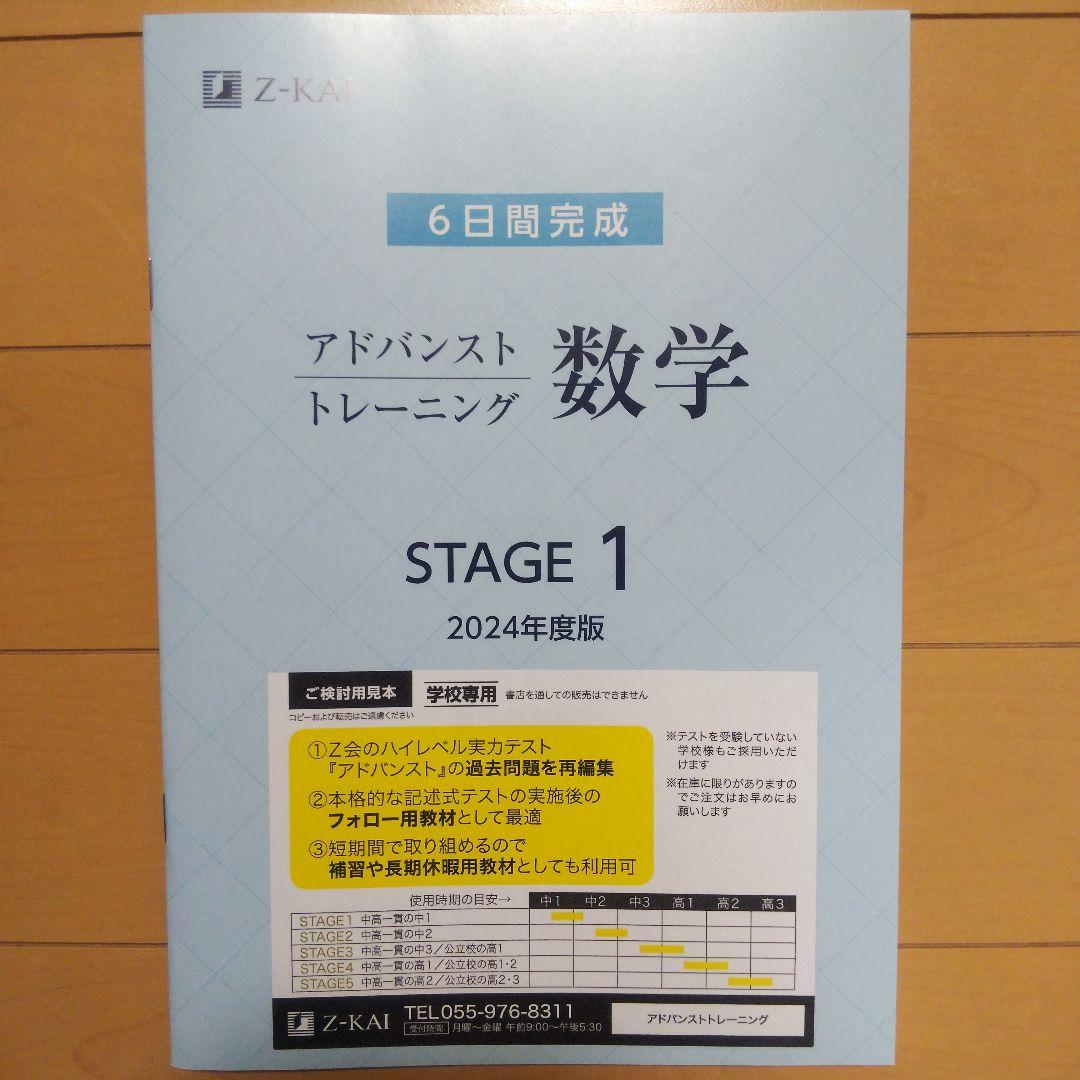 Z-KAI
6日間完成
アドバンスト
トレーニング
数学
STAGE 1
2024年度版
ご検討用見本 学校専用 書店を通しての販売はできません
コピーおよび転売はご遠慮ください
①Z会のハイレベル実力テスト
『アドバンスト』の過去問題を再編集
②本格的な記述式テストの実施後の
フォロー用教材として最適
③短期間で取り組めるので
補習や長期休暇用教材としても利用可
※テストを受験していない
学校様もご採用いただ
けます
※在庫に限りがありますの
でご注文はお早めにお
願いします
使用時期の目安→ 中1 中2 中3 高1 高2 高3
STAGE1 中高一貫の中1
STAGE2 中高一貫の中2
STAGE3 中高一貫の中3／公立校の高1
STAGE4 中高一貫の高1／公立校の高1・2
STAGE5 中高一貫の高2／公立校の高2・3
Z-KAI
TEL055-976-8311
受付時間 月曜～金曜 午前9:00～午後5:30
アドバンストトレーニング